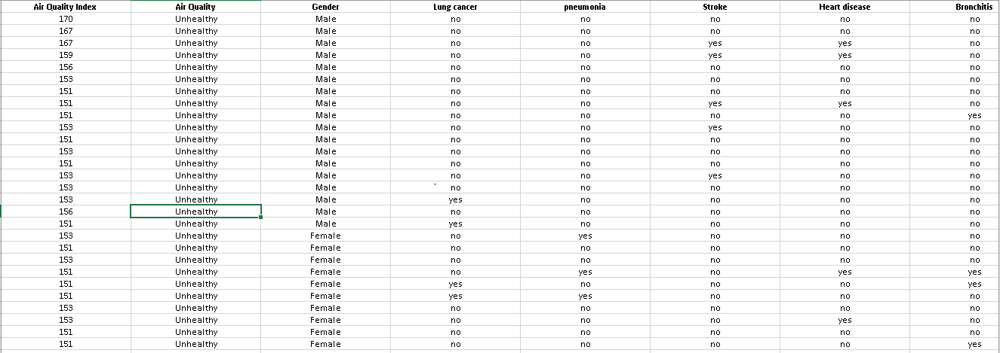 Air Quality Index Air Quality Gender Lung cancer pneumonia Stroke Heart disease Bronchitis
170 Unhealthy Male no no no no no
167 Unhealthy Male no no no no no
167 Unhealthy Male no no yes yes no
159 Unhealthy Male no no yes yes no
156 Unhealthy Male no no no no no
153 Unhealthy Male no no no no no
151 Unhealthy Male no no no no no
151 Unhealthy Male no no yes yes no
151 Unhealthy Male no no no no yes
153 Unhealthy Male no no yes no no
151 Unhealthy Male no no no no no
153 Unhealthy Male no no no no no
151 Unhealthy Male no no no no no
153 Unhealthy Male no no yes no no
153 Unhealthy Male no no no no no
153 Unhealthy Male yes no no no no
156 Unhealthy Male no no no no no
151 Unhealthy Male yes no no no no
153 Unhealthy Female no yes no no no
151 Unhealthy Female no no no no no
153 Unhealthy Female no no no no no
151 Unhealthy Female no yes no yes yes
151 Unhealthy Female yes no no no yes
151 Unhealthy Female yes yes no no no
153 Unhealthy Female no no no no no
153 Unhealthy Female no no no yes no
151 Unhealthy Female no no no no no
151 Unhealthy Female no no no no yes